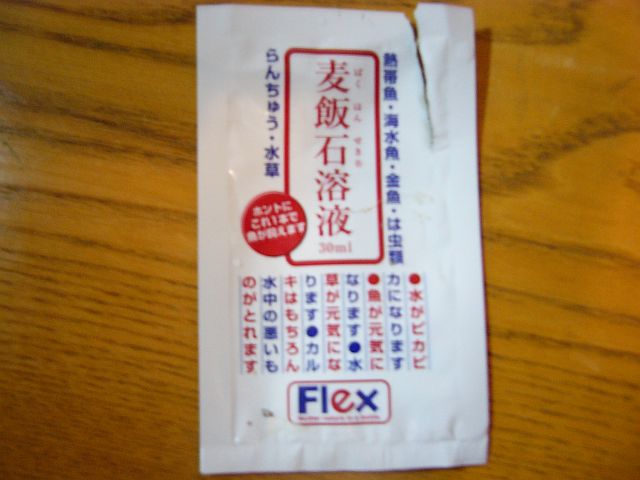 熱帯魚・海水魚・金魚・は虫類
麦飯石溶液
ばく はん せき
30ml
らんちゅう・水草
ホントに
これ1本で
魚が飼えます
●水がピカピ
カになります
●魚が元気に
なります●水
草が元気にな
ります●カル
キはもちろん
水中の悪いも
のがとれます
Flex